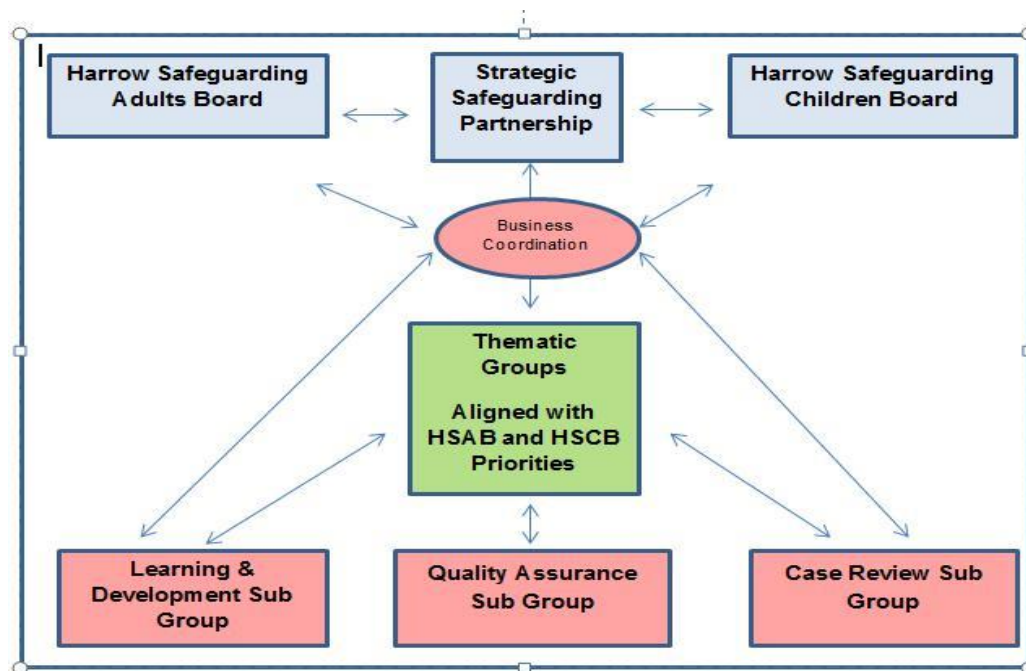 Harrow Safeguarding
Adults Board
Strategic
Safeguarding
Partnership
Harrow Safeguarding
Children Board
Business
Coordination
Thematic
Groups
Aligned with
HSAB and HSCB
Priorities
Learning &
Development Sub
Group
Quality Assurance
Sub Group
Case Review Sub
Group